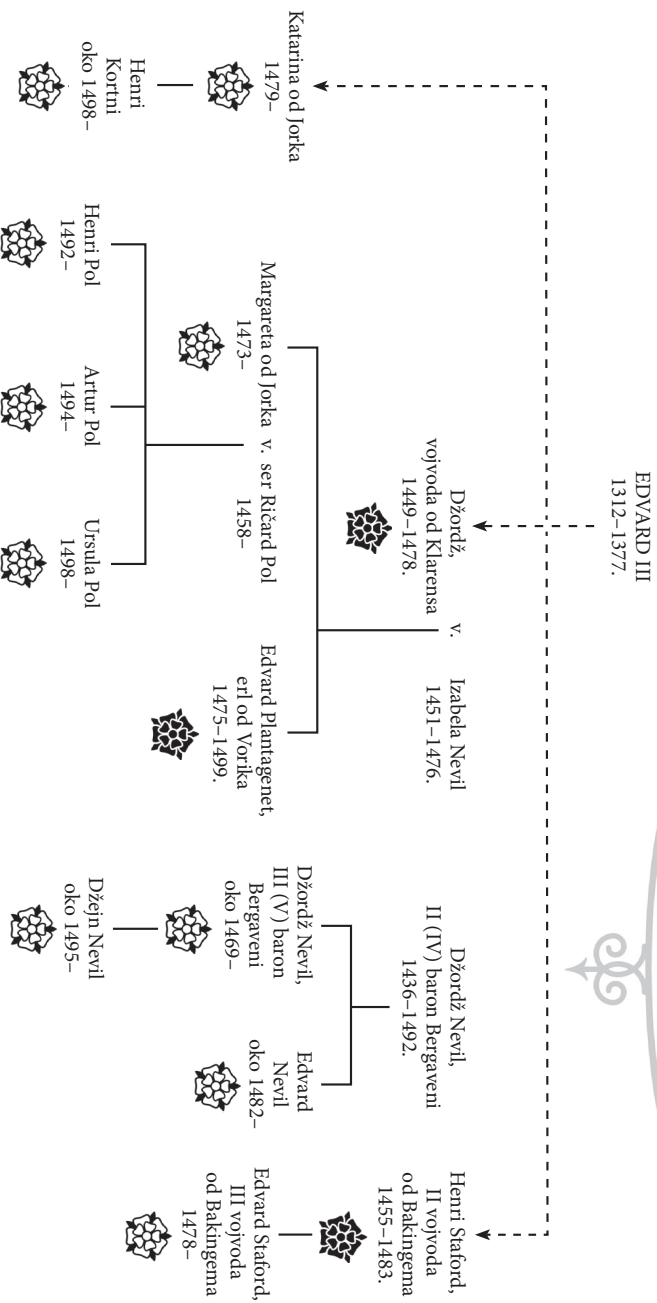 EDVARD III
1312–1377.
Katarina od Jorka
1479–
Henri
Kortni
oko 1498–
Džordž,
vojvoda od Klarensa
1449–1478.
v.
Izabela Nevil
1451–1476.
Margareta od Jorka v. ser Ričard Pol
1473–
1458–
Edvard Plantagenet,
erl od Vorika
1475–1499.
Henri Pol
1492–
Artur Pol
1494–
Ursula Pol
1498–
Džordž Nevil,
II (IV) baron Bergaveni
1436–1492.
Džordž Nevil,
III (V) baron
Bergaveni
oko 1469–
Edvard
Nevil
oko 1482–
Džejn Nevil
oko 1495–
Henri Staford,
II vojvoda
od Bakingema
1455–1483.
Edvard Staford,
III vojvoda
od Bakingema
1478–